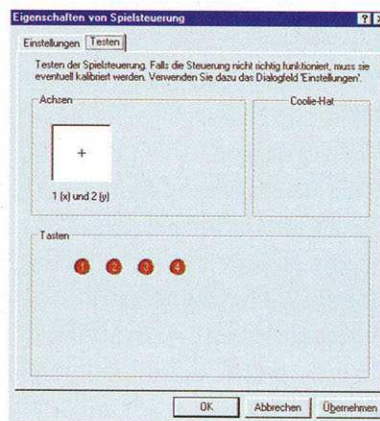 Eigenschaften von Spielsteuerung
Einstellungen Testen
Testen der Spielsteuerung. Falls die Steuerung nicht richtig funktioniert, muss sie
eventuell kalibriert werden. Verwenden Sie dazu das Dialogfeld 'Einstellungen'.
Achsen
Coolie-Hat
1 (x) und 2 (y)
Tasten
1 2 3 4
OK Abbrechen Übernehmen